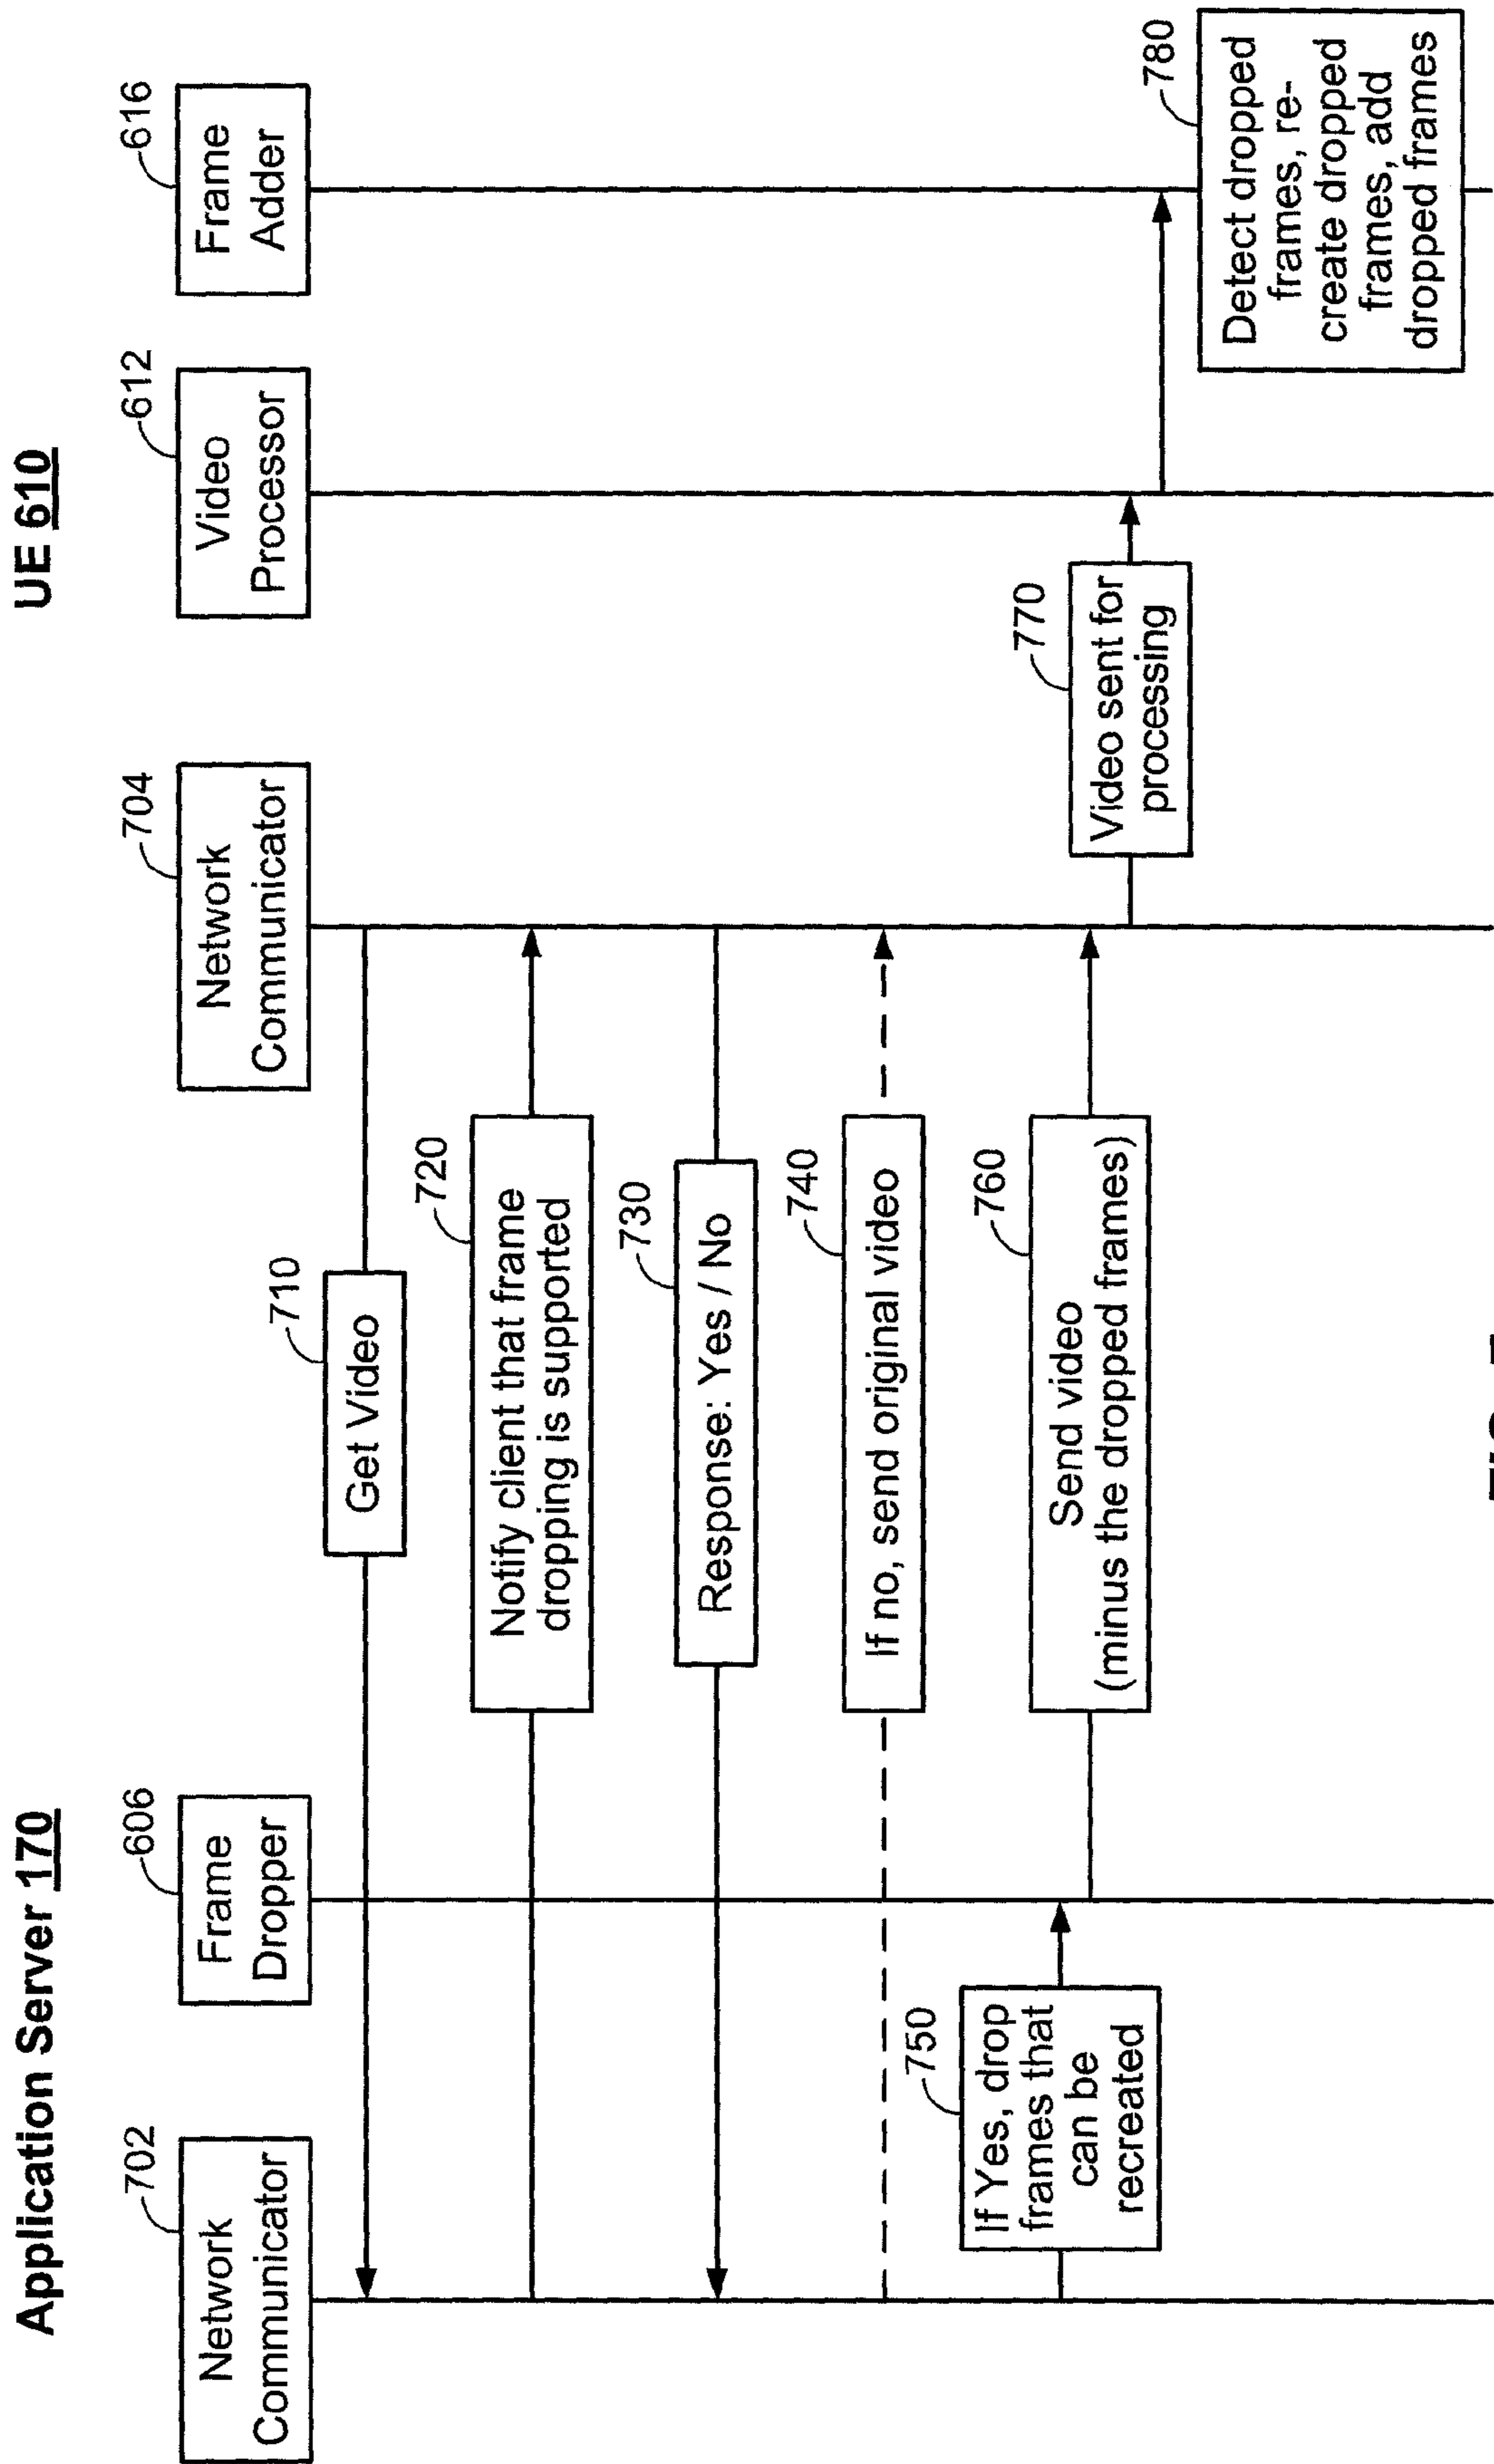 Application Server 170
UE 610
702
606
704
612
616
Network
Communicator
Frame
Dropper
Network
Communicator
Video
Processor
Frame
Adder
710
Get Video
720
Notify client that frame
dropping is supported
730
Response: Yes / No
740
If no, send original video
750
If Yes, drop
frames that
can be
recreated
760
Send video
(minus the dropped frames)
770
Video sent for
processing
780
Detect dropped
frames, re-
create dropped
frames, add
dropped frames